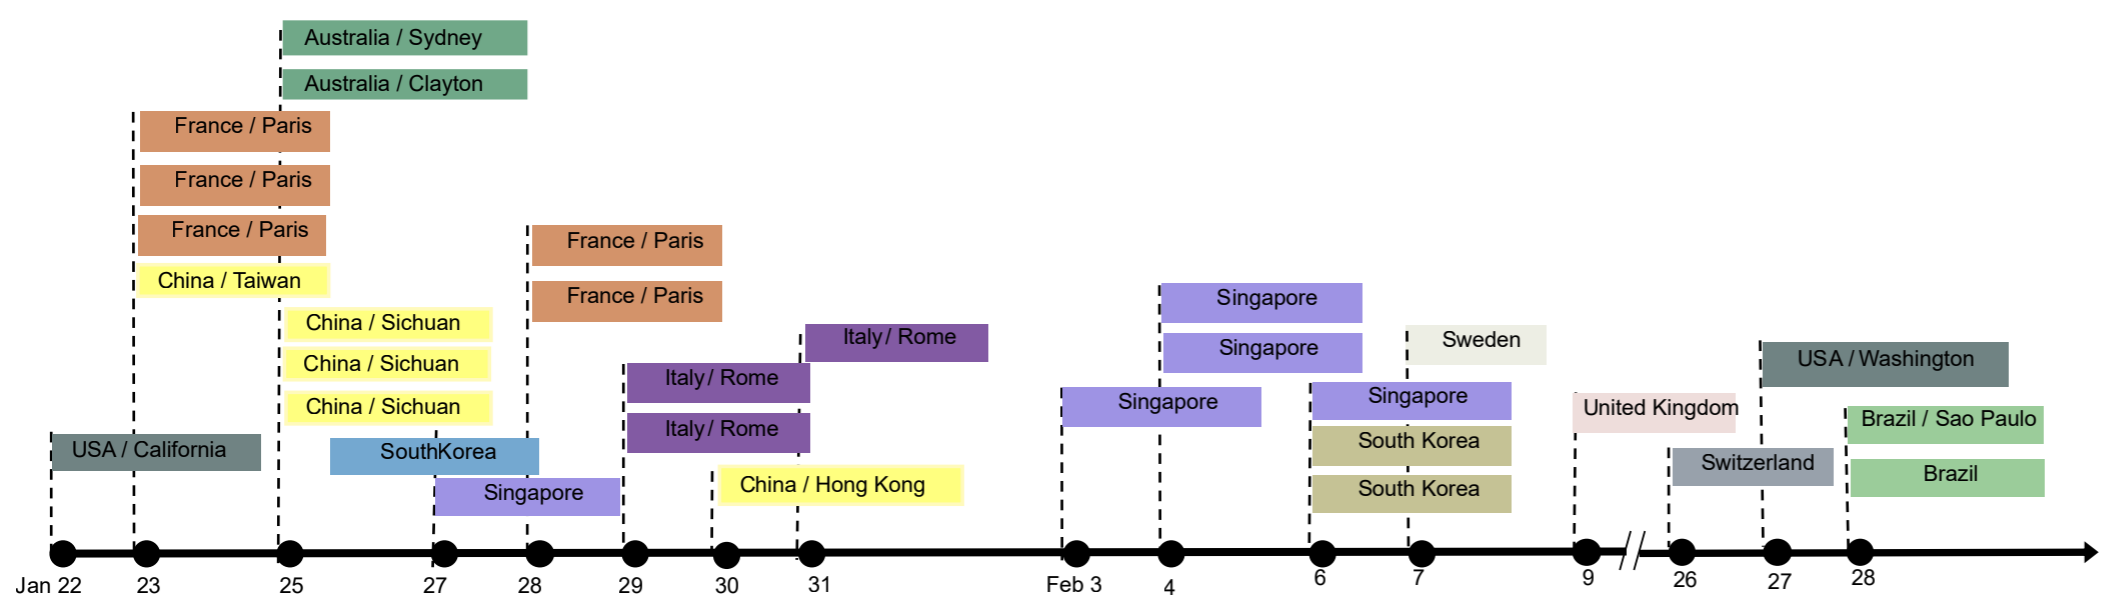 Australia / Sydney
Australia / Clayton
France / Paris
France / Paris
France / Paris
China / Taiwan
China / Sichuan
China / Sichuan
China / Sichuan
USA / California
SouthKorea
Singapore
France / Paris
France / Paris
Italy / Rome
Italy / Rome
Italy / Rome
China / Hong Kong
Singapore
Singapore
Singapore
Sweden
Singapore
South Korea
South Korea
United Kingdom
USA / Washington
Switzerland
Brazil / Sao Paulo
Brazil
Jan 22 23 25 27 28 29 30 31 Feb 3 4 6 7 9 26 27 28